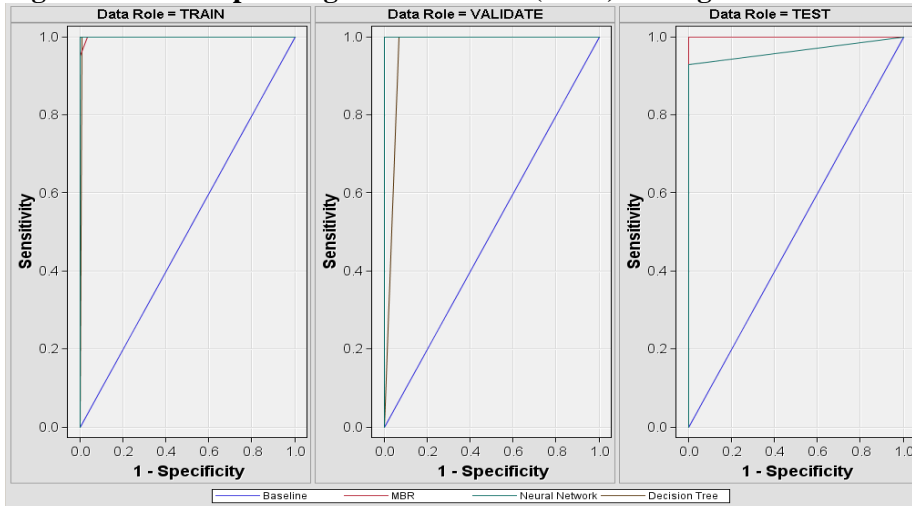 Data Role = TRAIN
1.0
0.8
0.6
0.4
0.2
0.0
Sensitivity
0.0 0.2 0.4 0.6 0.8 1.0
1 - Specificity
Data Role = VALIDATE
1.0
0.8
0.6
0.4
0.2
0.0
Sensitivity
0.0 0.2 0.4 0.6 0.8 1.0
1 - Specificity
Data Role = TEST
1.0
0.8
0.6
0.4
0.2
0.0
Sensitivity
0.0 0.2 0.4 0.6 0.8 1.0
1 - Specificity
Baseline MBR Neural Network Decision Tree